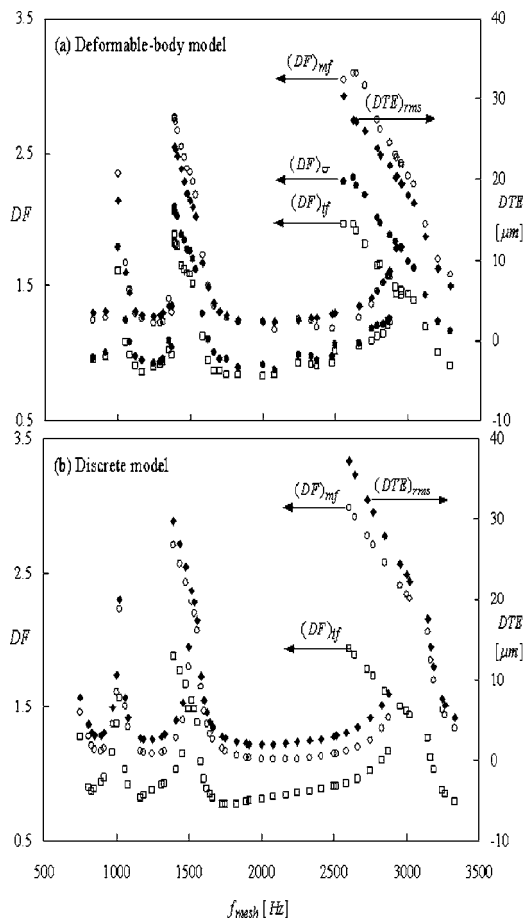 3.5
40
(a) Deformable-body model
(DF)mf
30
(DTE)rms
2.5
(DF)σ
20
(DF)tf
DF
10
DTE
[μm]
1.5
0
0.5
-10
3.5
40
(b) Discrete model
(DTE)rms
(DF)mf
30
2.5
20
(DF)tf
DF
DTE
[μm]
10
1.5
0
0.5
-10
500 1000 1500 2000 2500 3000 3500
fmesh [Hz]